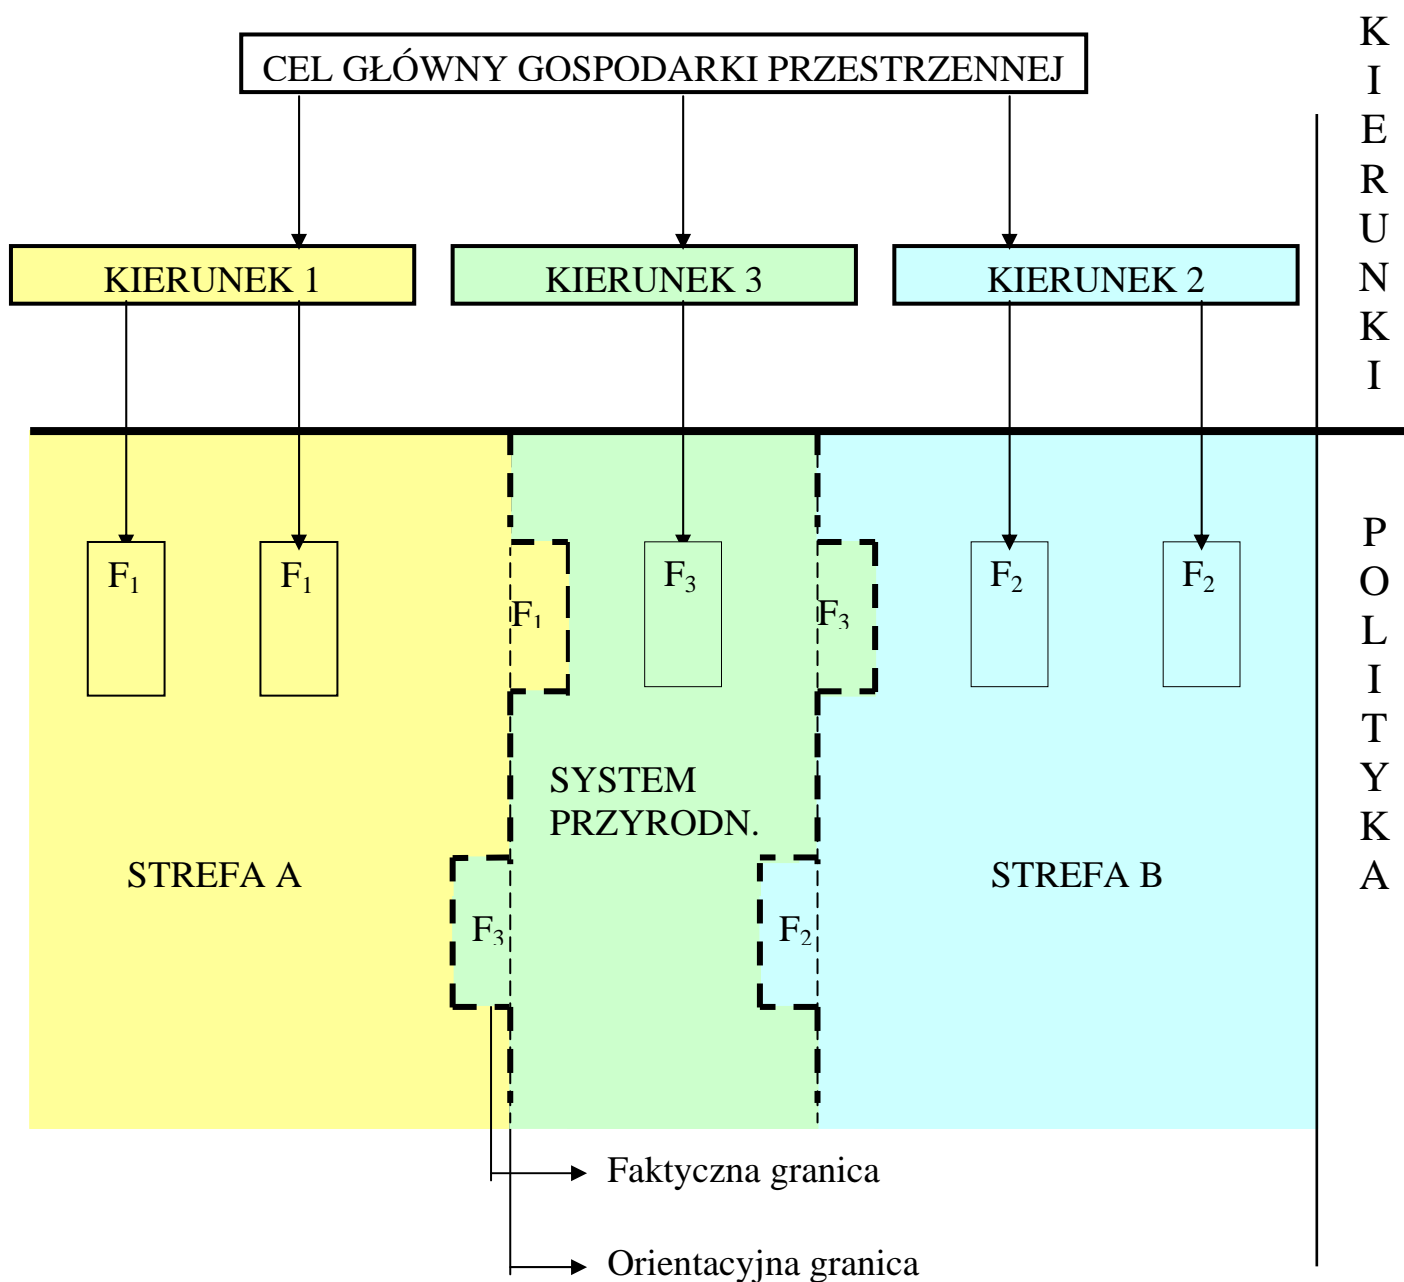 CEL GŁÓWNY GOSPODARKI PRZESTRZENNEJ
KIERUNKI
KIERUNEK 1
KIERUNEK 3
KIERUNEK 2
POLITYKA
F₁
F₁
F₁
F₃
F₃
F₂
F₂
SYSTEM
PRZYRODN.
STREFA A
STREFA B
F₃
F₂
Faktyczna granica
Orientacyjna granica